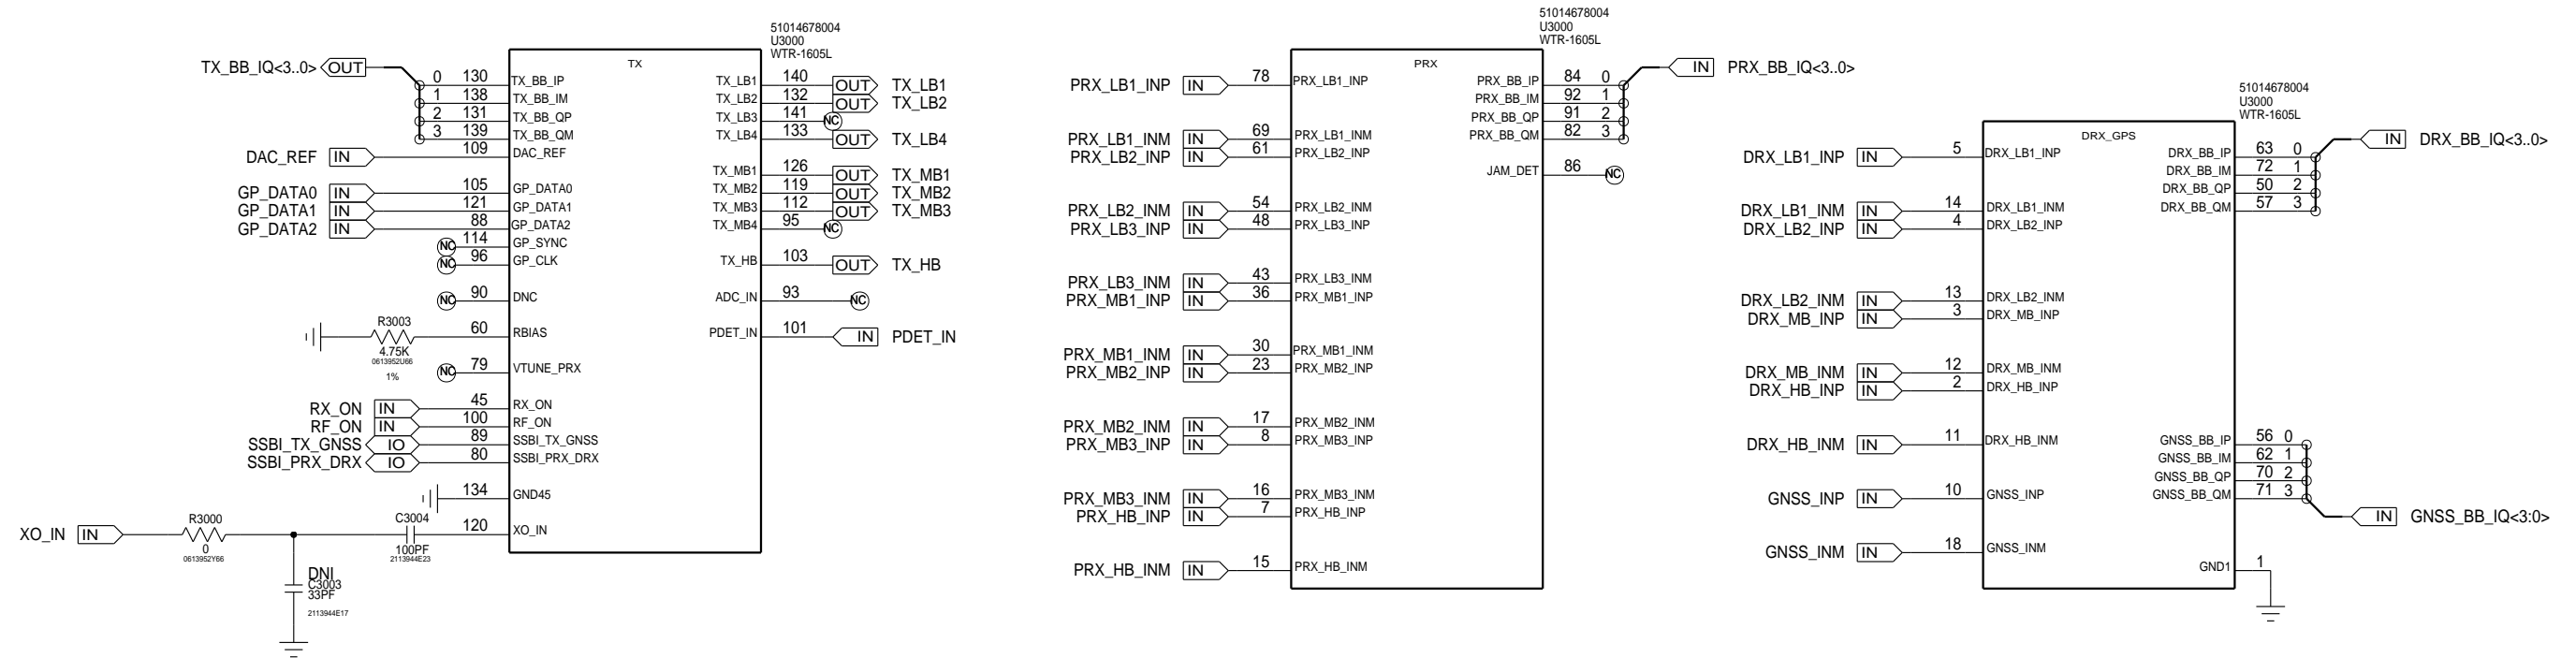 51014678004
U3000
WTR-1605L
TX
TX_BB_IQ<3..0> OUT
0 130 TX_BB_IP
1 138 TX_BB_IM
2 131 TX_BB_QP
3 139 TX_BB_QM
DAC_REF IN 109 DAC_REF
GP_DATA0 IN 105 GP_DATA0
GP_DATA1 IN 121 GP_DATA1
GP_DATA2 IN 88 GP_DATA2
NC 114 GP_SYNC
NC 96 GP_CLK
NC 90 DNC
R3003
60 RBIAS
4.75K
0613952U66
1%
NC 79 VTUNE_PRX
RX_ON IN 45 RX_ON
RF_ON IN 100 RF_ON
SSBI_TX_GNSS IO 89 SSBI_TX_GNSS
SSBI_PRX_DRX IO 80 SSBI_PRX_DRX
134 GND45
XO_IN IN
R3000
0
0613952Y66
C3004
100PF
2113944E23
120 XO_IN
DNI
C3003
33PF
2113944E17
TX_LB1 140 OUT TX_LB1
TX_LB2 132 OUT TX_LB2
TX_LB3 141 NC
TX_LB4 133 OUT TX_LB4
TX_MB1 126 OUT TX_MB1
TX_MB2 119 OUT TX_MB2
TX_MB3 112 OUT TX_MB3
TX_MB4 95 NC
TX_HB 103 OUT TX_HB
ADC_IN 93 NC
PDET_IN 101 IN PDET_IN
51014678004
U3000
WTR-1605L
PRX
PRX_LB1_INP IN 78 PRX_LB1_INP
PRX_LB1_INM IN 69 PRX_LB1_INM
PRX_LB2_INP IN 61 PRX_LB2_INP
PRX_LB2_INM IN 54 PRX_LB2_INM
PRX_LB3_INP IN 48 PRX_LB3_INP
PRX_LB3_INM IN 43 PRX_LB3_INM
PRX_MB1_INP IN 36 PRX_MB1_INP
PRX_MB1_INM IN 30 PRX_MB1_INM
PRX_MB2_INP IN 23 PRX_MB2_INP
PRX_MB2_INM IN 17 PRX_MB2_INM
PRX_MB3_INP IN 8 PRX_MB3_INP
PRX_MB3_INM IN 16 PRX_MB3_INM
PRX_HB_INP IN 7 PRX_HB_INP
PRX_HB_INM IN 15 PRX_HB_INM
IN PRX_BB_IQ<3..0>
PRX_BB_IP 84 0
PRX_BB_IM 92 1
PRX_BB_QP 91 2
PRX_BB_QM 82 3
JAM_DET 86 NC
51014678004
U3000
WTR-1605L
DRX_GPS
DRX_LB1_INP IN 5 DRX_LB1_INP
DRX_LB1_INM IN 14 DRX_LB1_INM
DRX_LB2_INP IN 4 DRX_LB2_INP
DRX_LB2_INM IN 13 DRX_LB2_INM
DRX_MB_INP IN 3 DRX_MB_INP
DRX_MB_INM IN 12 DRX_MB_INM
DRX_HB_INP IN 2 DRX_HB_INP
DRX_HB_INM IN 11 DRX_HB_INM
GNSS_INP IN 10 GNSS_INP
GNSS_INM IN 18 GNSS_INM
IN DRX_BB_IQ<3..0>
DRX_BB_IP 63 0
DRX_BB_IM 72 1
DRX_BB_QP 50 2
DRX_BB_QM 57 3
GNSS_BB_IP 56 0
GNSS_BB_IM 62 1
GNSS_BB_QP 70 2
GNSS_BB_QM 71 3
IN GNSS_BB_IQ<3:0>
GND1 1